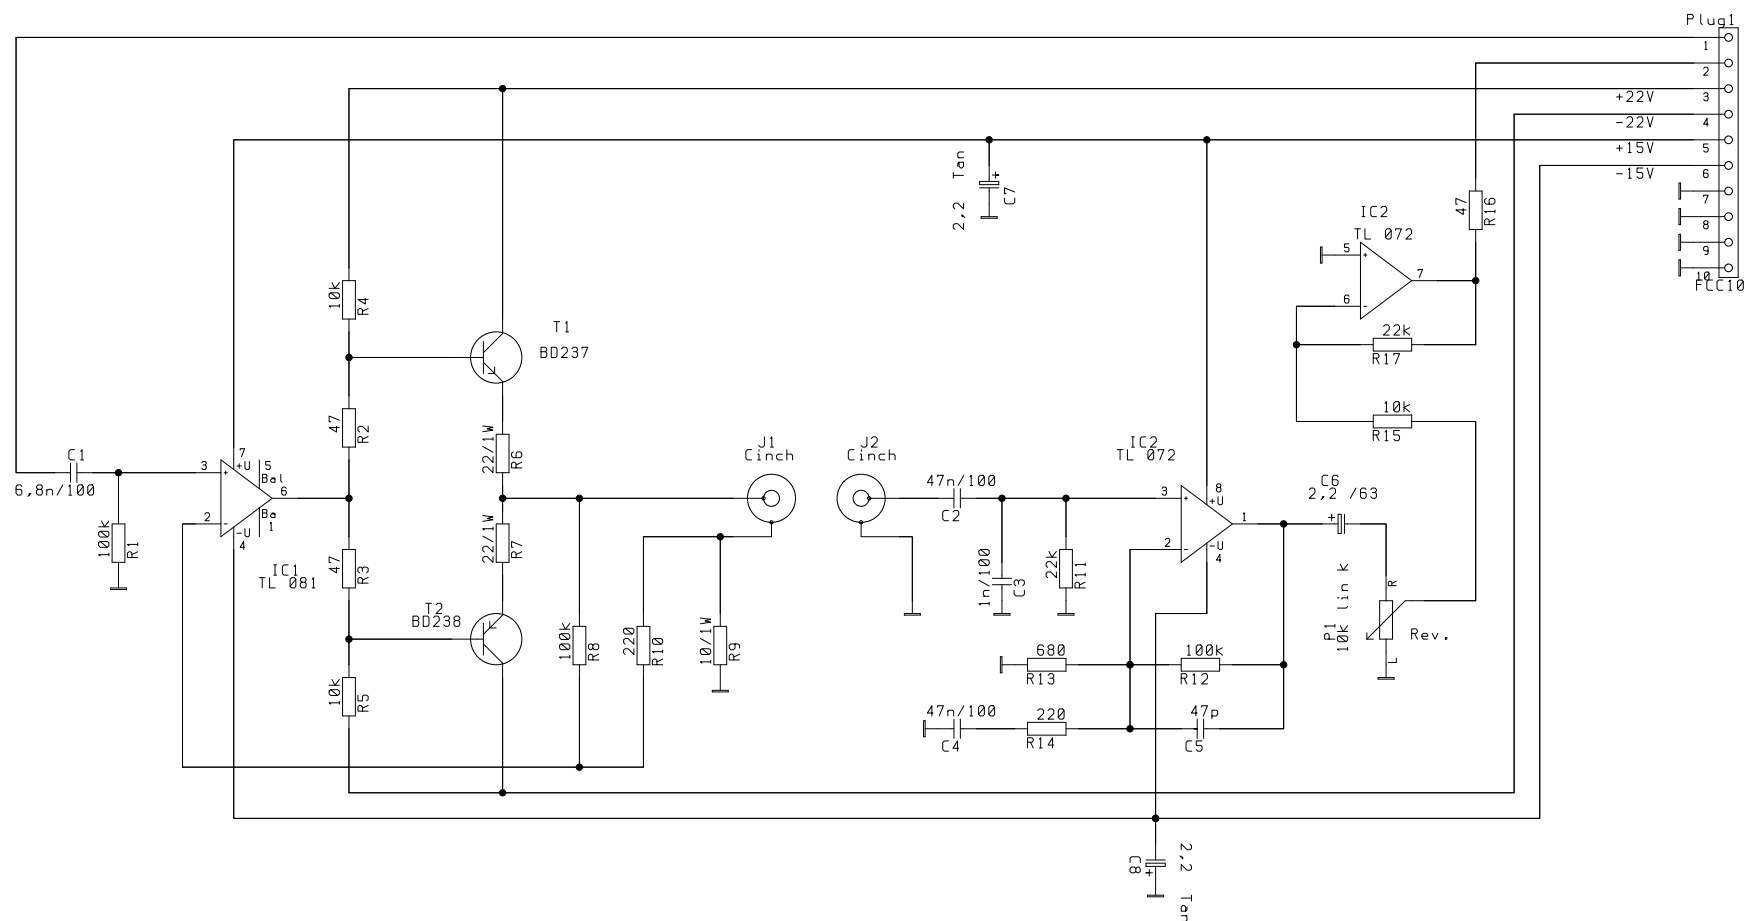 Plug1
1
2
+22V
3
-22V
4
+15V
5
-15V
6
7
8
9
10
FCC10
2,2 Tan
+
C7
47
R16
IC2
TL 072
5
+
7
6
-
22k
R17
10k
R15
10k
R4
T1
BD237
47
R2
22/1W
R6
C1
6,8n/100
100k
R1
3
+
7
+U
5
Bal
6
2
-
Ba
1
-U
4
IC1
TL 081
47
R3
22/1W
R7
T2
BD238
10k
R5
100k
R8
220
R10
10/1W
R9
J1
Cinch
J2
Cinch
47n/100
C2
1n/100
C3
22k
R11
IC2
TL 072
3
+
8
+U
1
2
-
-U
4
C6
2,2 /63
+
P1
10k lin k
R
L
Rev.
680
R13
100k
R12
47n/100
C4
220
R14
47p
C5
C8
+
2,2 Tan